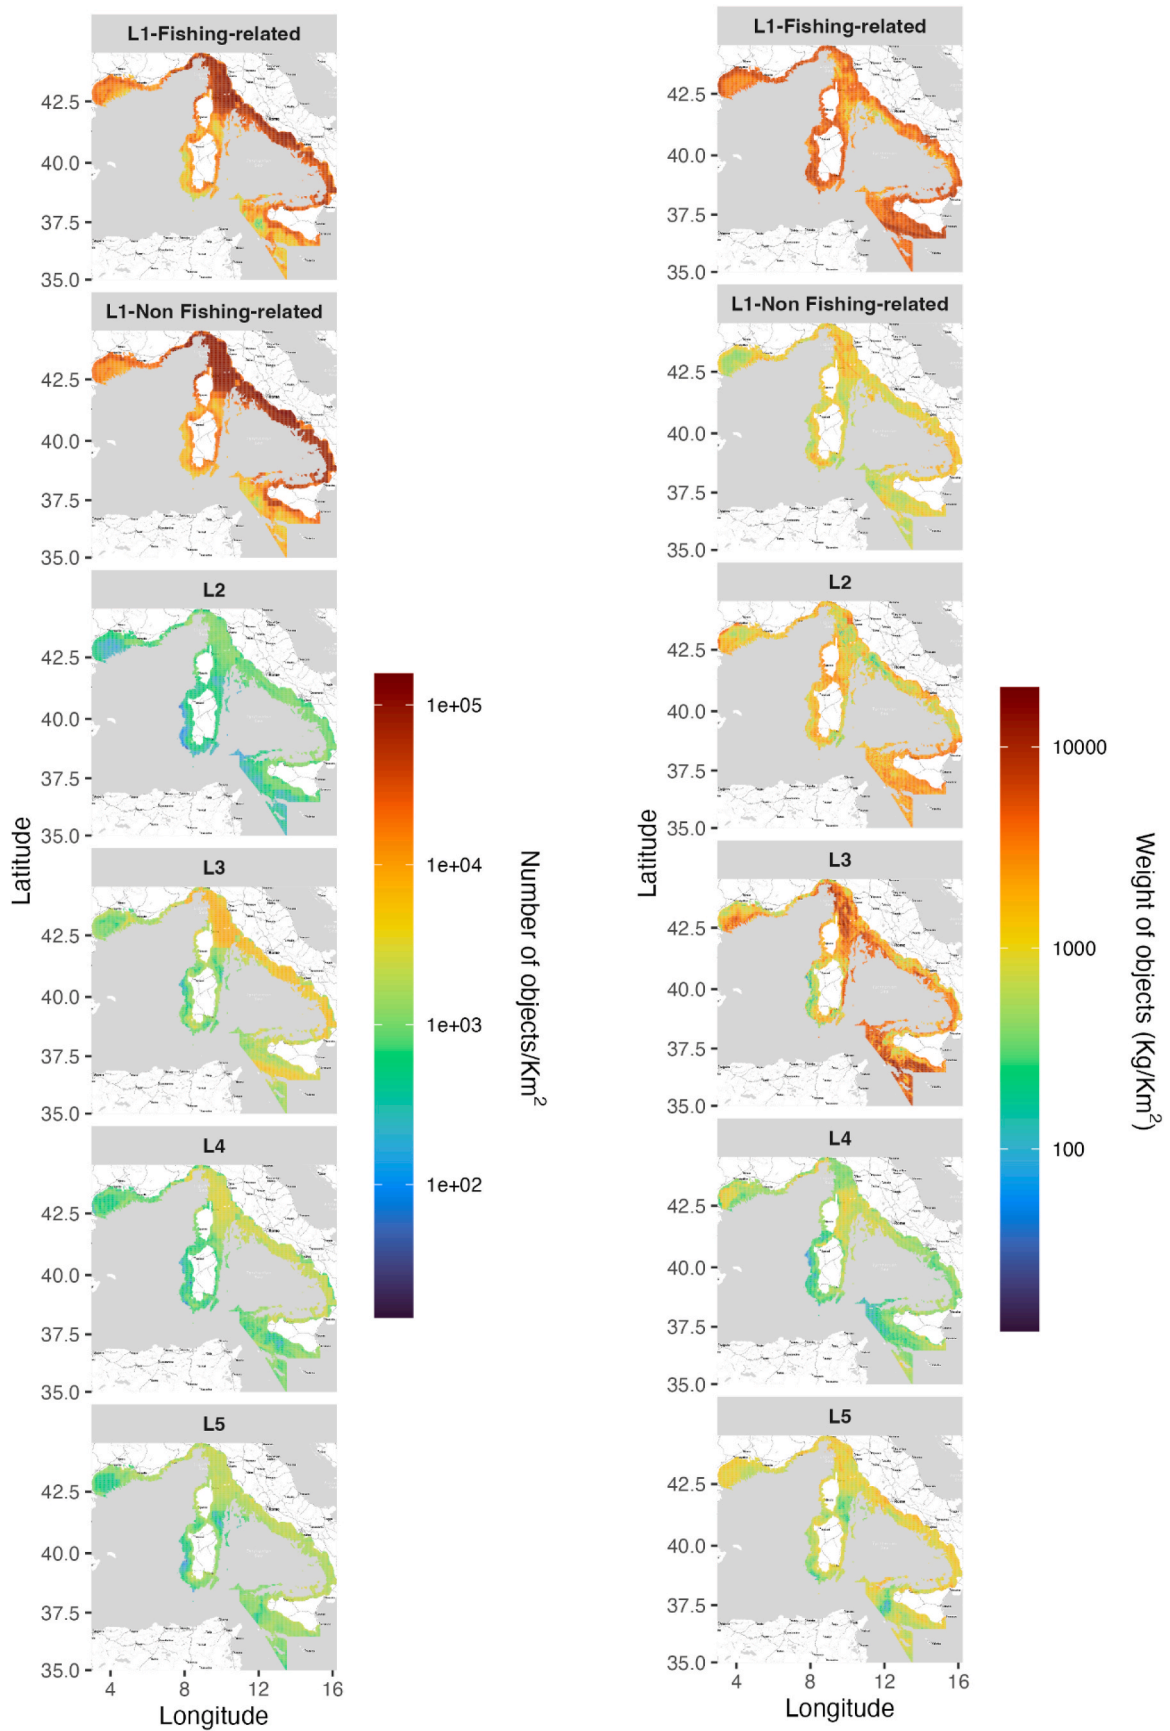 L1-Fishing-related
42.5
40.0
37.5
35.0
L1-Non Fishing-related
42.5
40.0
37.5
35.0
L2
42.5
40.0
37.5
35.0
L3
42.5
40.0
37.5
35.0
L4
42.5
40.0
37.5
35.0
L5
42.5
40.0
37.5
35.0
4 8 12 16
Longitude
Latitude
1e+05
1e+04
1e+03
1e+02
Number of objects/Km²
L1-Fishing-related
42.5
40.0
37.5
35.0
L1-Non Fishing-related
42.5
40.0
37.5
35.0
L2
42.5
40.0
37.5
35.0
L3
42.5
40.0
37.5
35.0
L4
42.5
40.0
37.5
35.0
L5
42.5
40.0
37.5
35.0
4 8 12 16
Longitude
Latitude
10000
1000
100
Weight of objects (Kg/Km²)